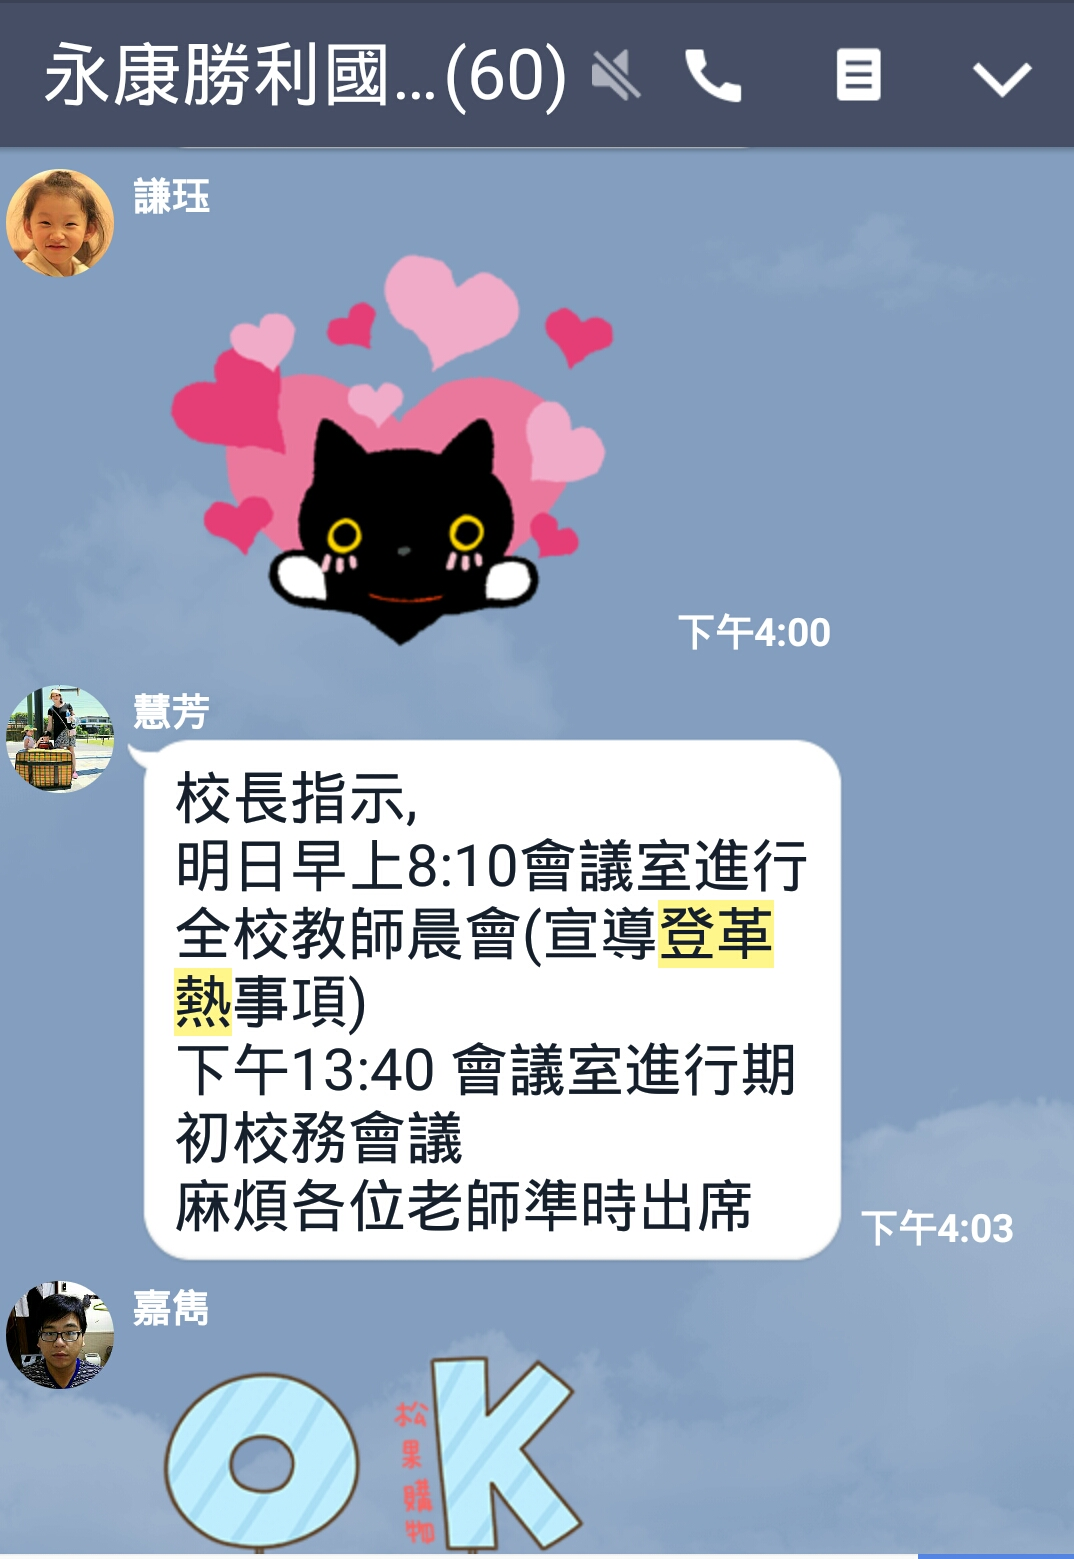 永康勝利國...(60)
謙玨
下午4:00
慧芳
校長指示,
明日早上8:10會議室進行
全校教師晨會(宣導登革
熱事項)
下午13:40 會議室進行期
初校務會議
麻煩各位老師準時出席
下午4:03
嘉雋
OK
松果購物